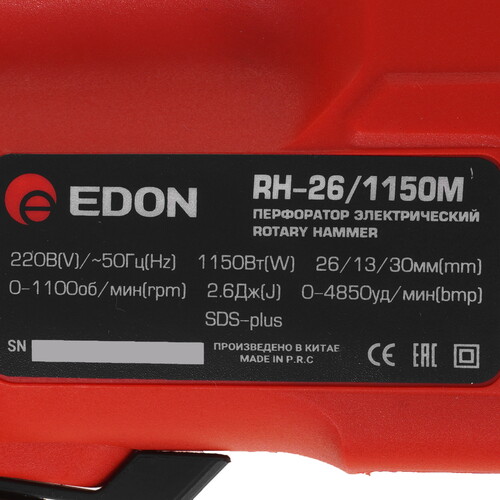 EDON
RH-26/1150M
ПЕРФОРАТОР ЭЛЕКТРИЧЕСКИЙ
ROTARY HAMMER
220В(V)/~50Гц(Hz) 1150Вт(W) 26/13/30мм(mm)
0-1100об/мин(rpm) 2.6Дж(J) 0-4850уд/мин(bmp)
SDS-plus
SN
ПРОИЗВЕДЕНО В КИТАЕ
MADE IN P.R.C
CE EAC